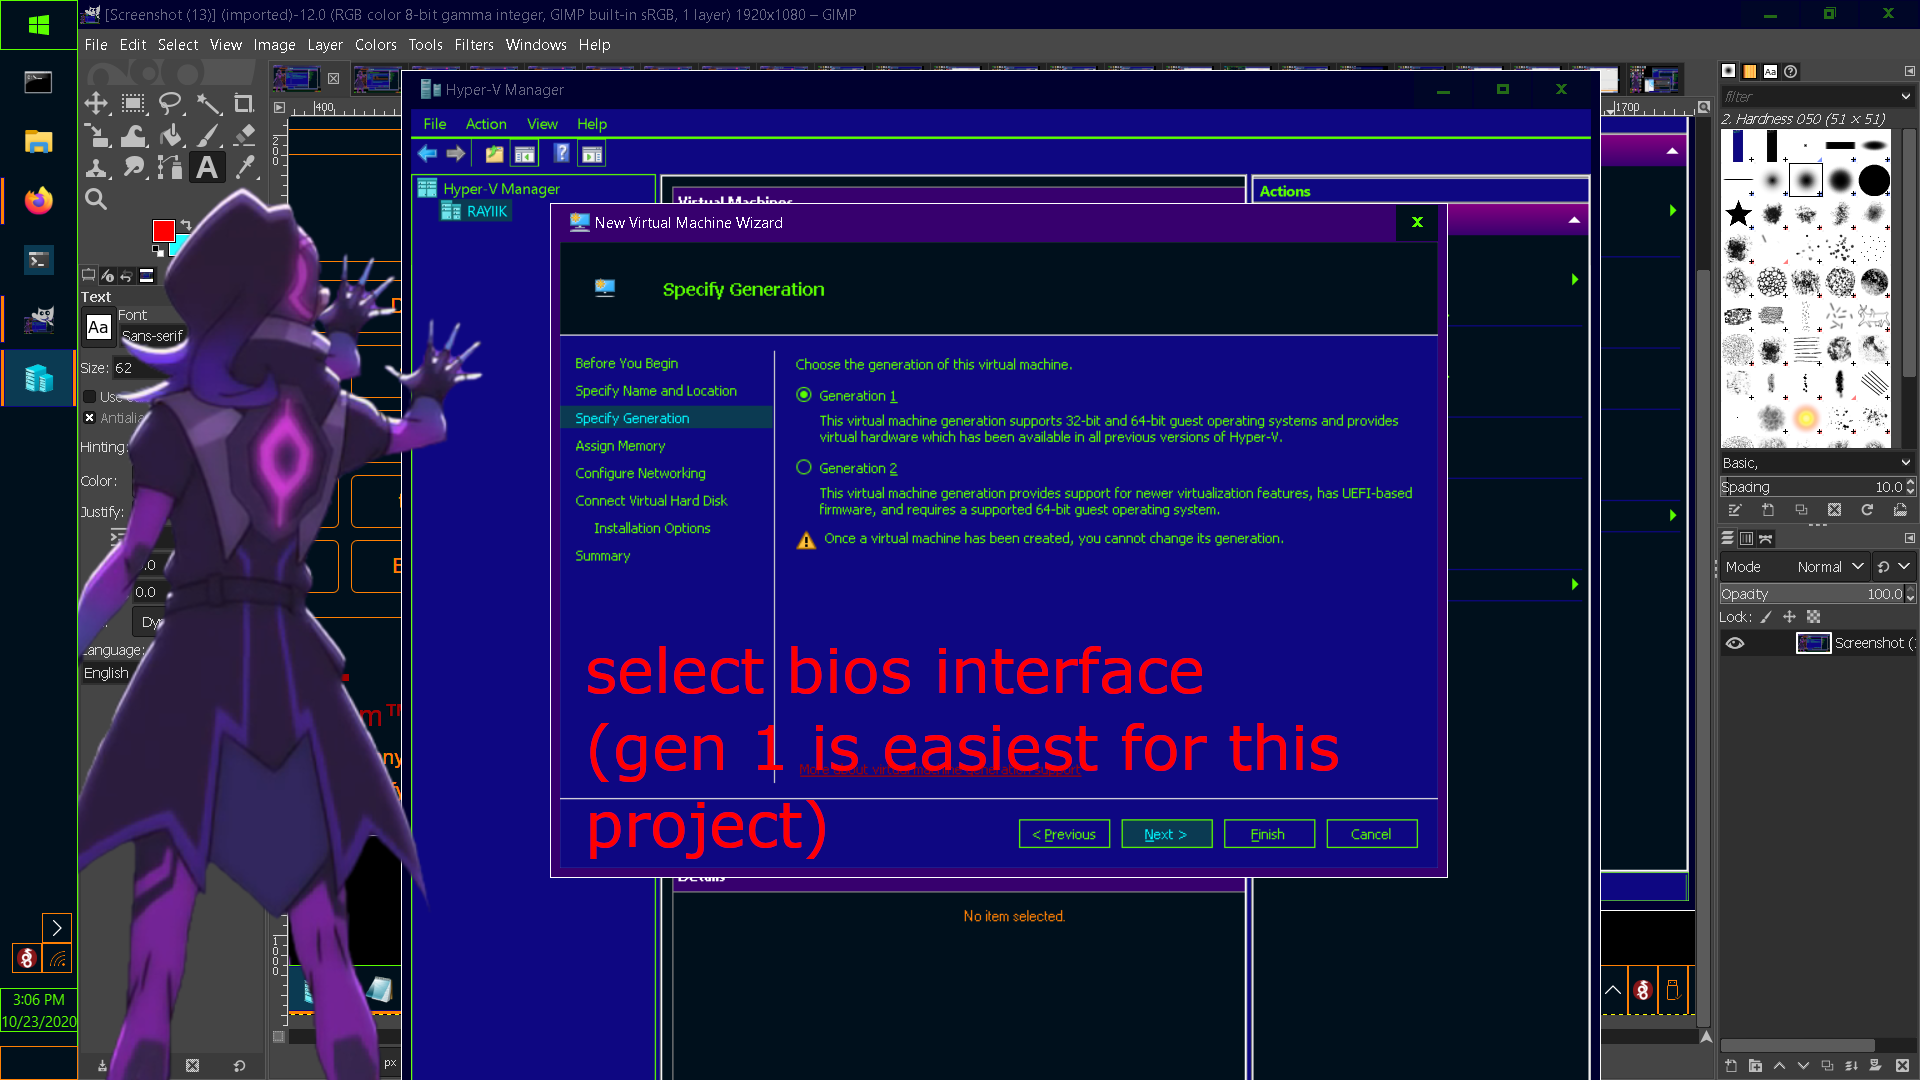 [Screenshot (13)] (imported)-12.0 (RGB color 8-bit gamma integer, GIMP built-in sRGB, 1 layer) 1920x1080 – GIMP
File Edit Select View Image Layer Colors Tools Filters Windows Help
400
1700
Hyper-V Manager
File Action View Help
Hyper-V Manager
RAYIIK
Virtual Machines
Actions
New Virtual Machine Wizard
Specify Generation
Before You Begin
Specify Name and Location
Specify Generation
Assign Memory
Configure Networking
Connect Virtual Hard Disk
Installation Options
Summary
Choose the generation of this virtual machine.
Generation 1
This virtual machine generation supports 32-bit and 64-bit guest operating systems and provides
virtual hardware which has been available in all previous versions of Hyper-V.
Generation 2
This virtual machine generation provides support for newer virtualization features, has UEFI-based
firmware, and requires a supported 64-bit guest operating system.
Once a virtual machine has been created, you cannot change its generation.
More about virtual machine generation support
select bios interface
(gen 1 is easiest for this
project)
< Previous
Next >
Finish
Cancel
Details
No item selected.
Text
Font
Aa
Sans-serif
Size: 62
Use
Antialia
Hinting:
Color:
Justify:
.0
0.0
Dy
Language:
English
px
filter
2. Hardness 050 (51 × 51)
Basic,
Spacing 10.0
Mode Normal
Opacity 100.0
Lock:
Screenshot (
3:06 PM
10/23/2020